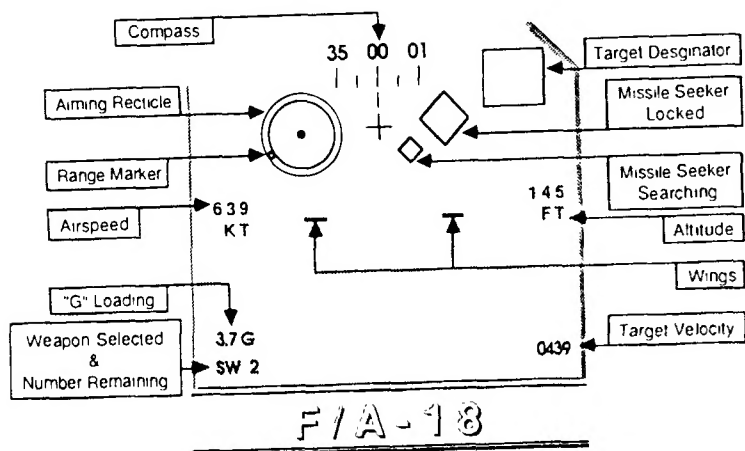 Compass
35 00 01
Target Desginator
Aiming Recticle
Missile Seeker
Locked
Range Marker
Missile Seeker
Searching
Airspeed
639
KT
145
FT
Altitude
Wings
"G" Loading
3.7G
Weapon Selected
&
Number Remaining
SW 2
0439
Target Velocity
F/A-18